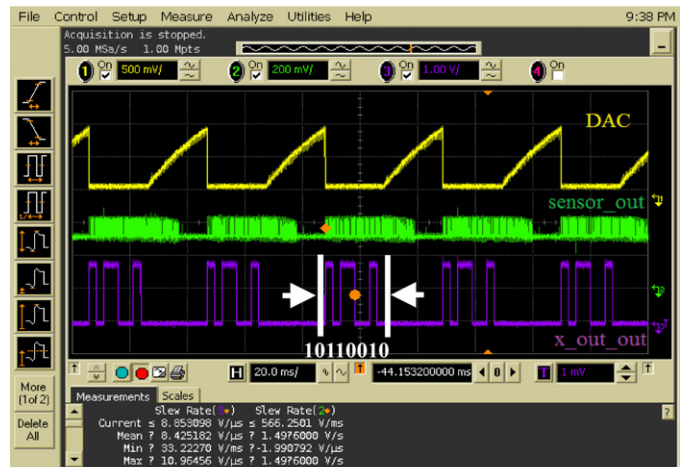 File Control Setup Measure Analyze Utilities Help 9:38 PM
Acquisition is stopped.
5.00 MSa/s 1.00 Mpts
1 On 500 mV/ 2 On 200 mV/ 3 On 1.00 V/ 4 On
DAC
sensor_out
10110010
x_out_out
H 20.0 ms/ -44.153200000 ms 0 T 1 mV
More
(1of 2)
Delete
All
Measurements Scales
Slew Rate(3) Slew Rate(2)
Current ≤ 8.853098 V/µs ≤ 566.2501 V/ms
Mean ? 8.425182 V/µs ? 1.4976000 V/s
Min ? 33.22270 mV/s ?-1.990792 V/µs
Max ? 10.96456 V/µs ? 1.4976000 V/s